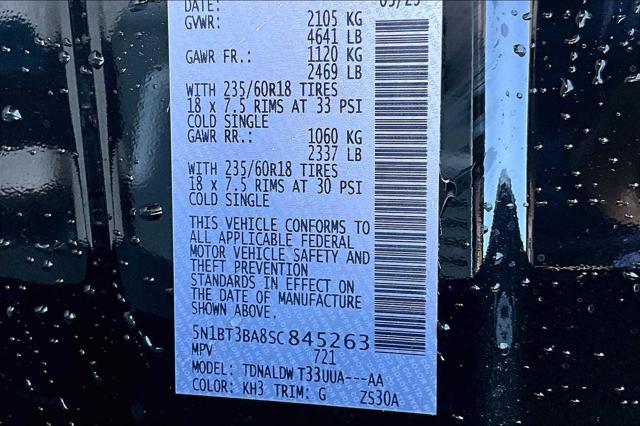 DATE:
GVWR: 2105 KG
4641 LB
GAWR FR.: 1120 KG
2469 LB
WITH 235/60R18 TIRES
18 x 7.5 RIMS AT 33 PSI
COLD SINGLE
GAWR RR.: 1060 KG
2337 LB
WITH 235/60R18 TIRES
18 x 7.5 RIMS AT 30 PSI
COLD SINGLE
THIS VEHICLE CONFORMS TO
ALL APPLICABLE FEDERAL
MOTOR VEHICLE SAFETY AND
THEFT PREVENTION
STANDARDS IN EFFECT ON
THE DATE OF MANUFACTURE
SHOWN ABOVE.
5N1BT3BA8SC845263
MPV 721
MODEL: TDNALDWT33UUA---AA
COLOR: KH3 TRIM: G ZS30A